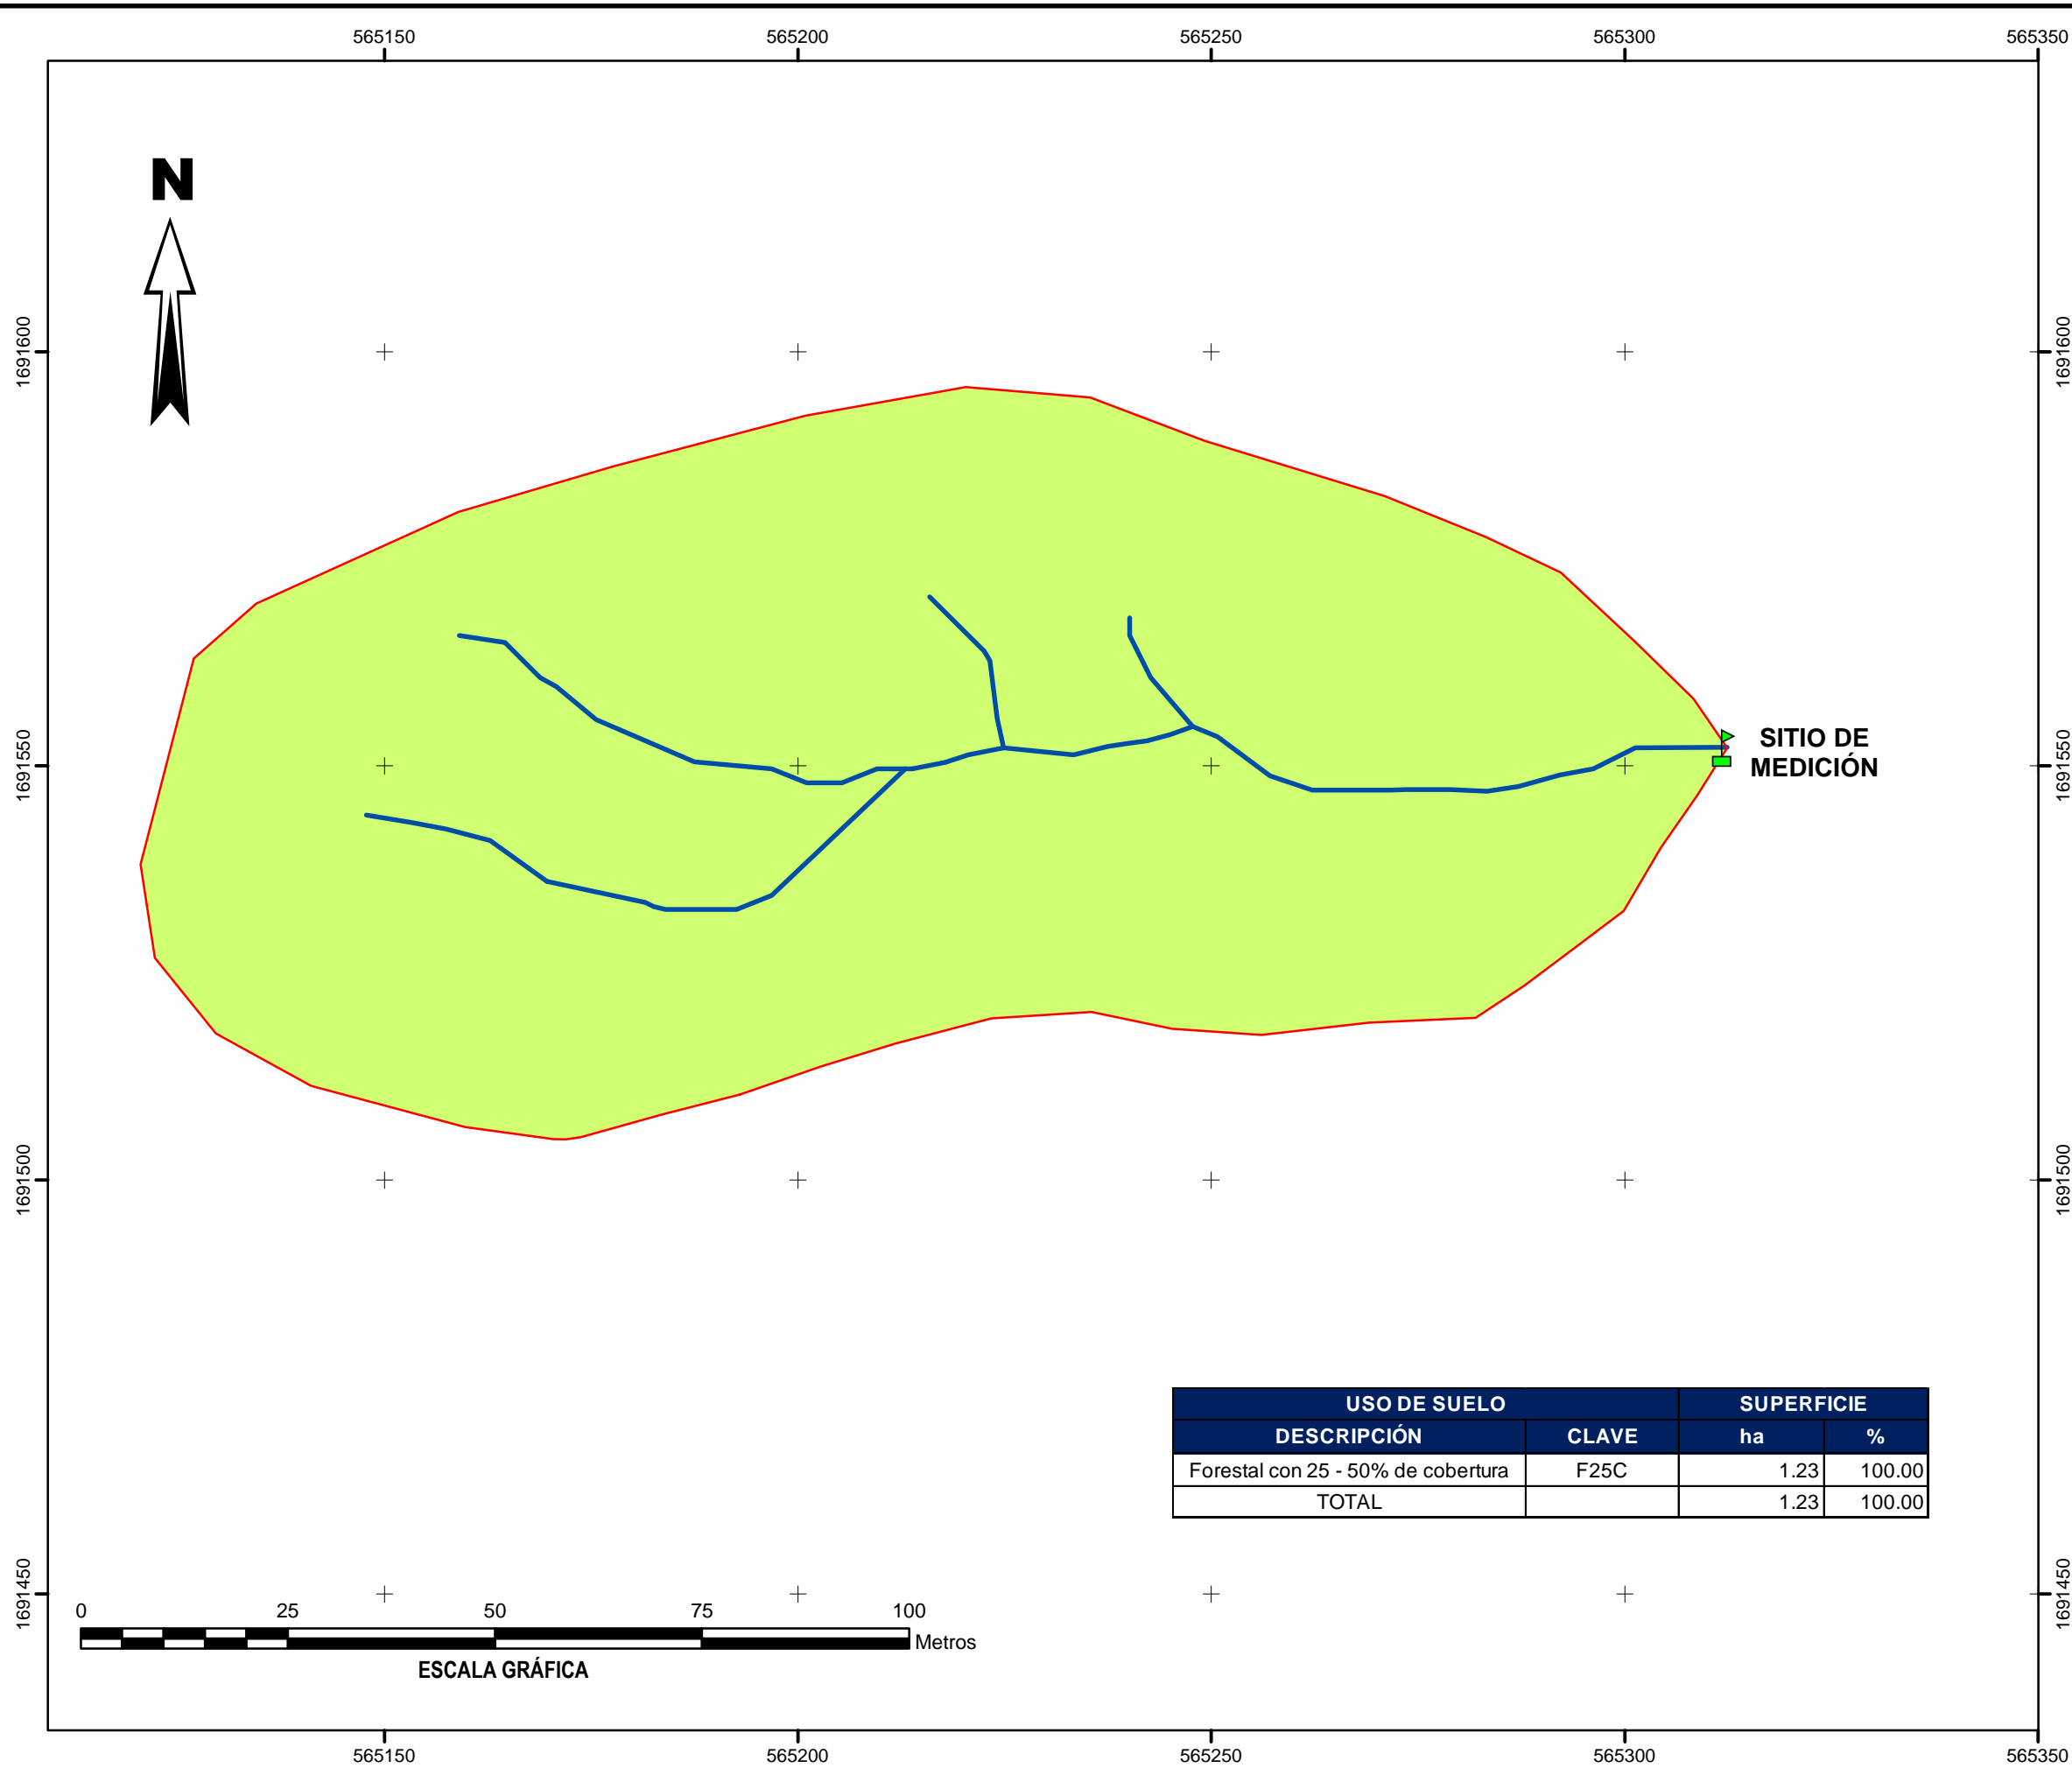 565150 565200 565250 565300 565350
N
1691600 1691600
1691550 1691550
SITIO DE
MEDICIÓN
1691500 1691500
USO DE SUELO SUPERFICIE
DESCRIPCIÓN CLAVE ha %
Forestal con 25 - 50% de cobertura F25C 1.23 100.00
TOTAL 1.23 100.00
1691450 1691450
0 25 50 75 100
Metros
ESCALA GRÁFICA
565150 565200 565250 565300 565350